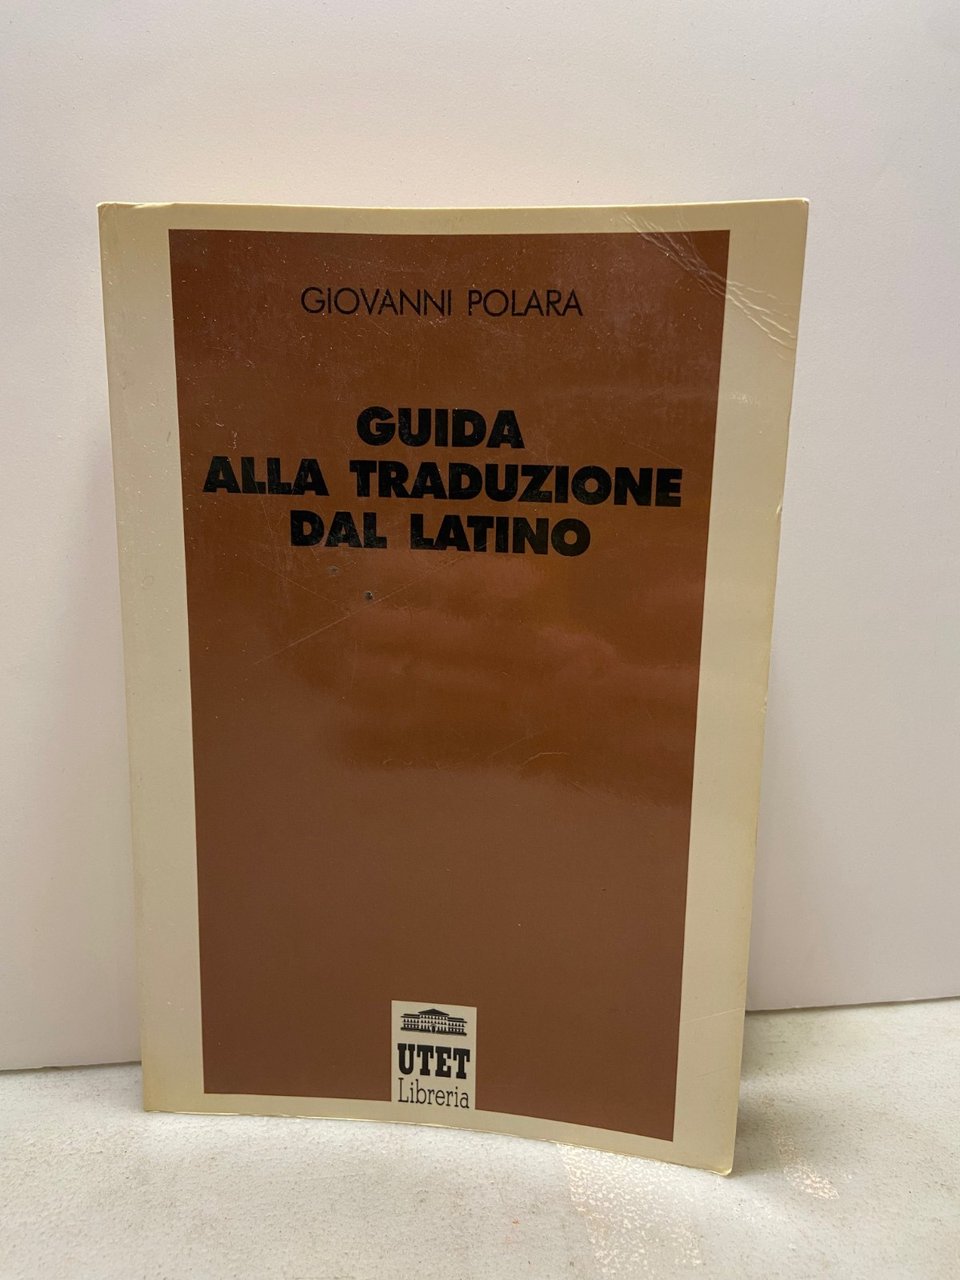 GIOVANNI POLARA
GUIDA
ALLA TRADUZIONE
DAL LATINO
UTET
Libreria